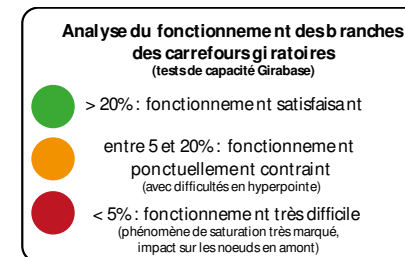 Analyse du fonctionnement des branches
des carrefours giratoires
(tests de capacité Girabase)
> 20% : fonctionnement satisfaisant
entre 5 et 20% : fonctionnement
ponctuellement contraint
(avec difficultés en hyperpointe)
< 5% : fonctionnement très difficile
(phénomène de saturation très marqué,
impact sur les noeuds en amont)